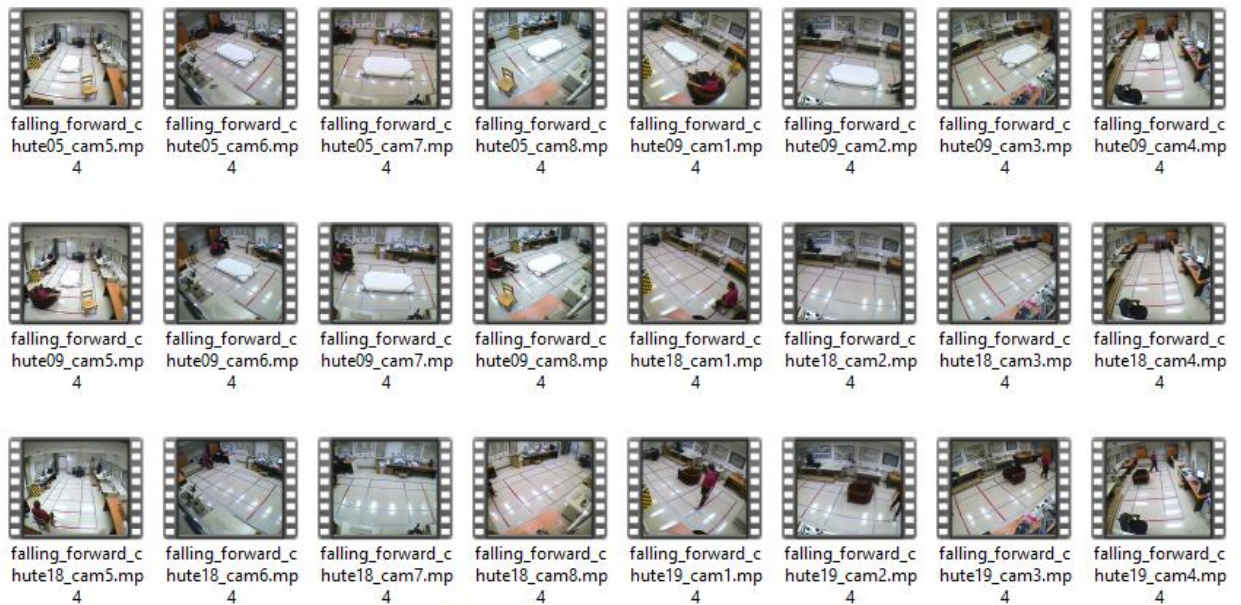 falling_forward_c falling_forward_c falling_forward_c falling_forward_c falling_forward_c falling_forward_c falling_forward_c falling_forward_c
hute05_cam5.mp hute05_cam6.mp hute05_cam7.mp hute05_cam8.mp hute09_cam1.mp hute09_cam2.mp hute09_cam3.mp hute09_cam4.mp
4 4 4 4 4 4 4 4
falling_forward_c falling_forward_c falling_forward_c falling_forward_c falling_forward_c falling_forward_c falling_forward_c falling_forward_c
hute09_cam5.mp hute09_cam6.mp hute09_cam7.mp hute09_cam8.mp hute18_cam1.mp hute18_cam2.mp hute18_cam3.mp hute18_cam4.mp
4 4 4 4 4 4 4 4
falling_forward_c falling_forward_c falling_forward_c falling_forward_c falling_forward_c falling_forward_c falling_forward_c falling_forward_c
hute18_cam5.mp hute18_cam6.mp hute18_cam7.mp hute18_cam8.mp hute19_cam1.mp hute19_cam2.mp hute19_cam3.mp hute19_cam4.mp
4 4 4 4 4 4 4 4